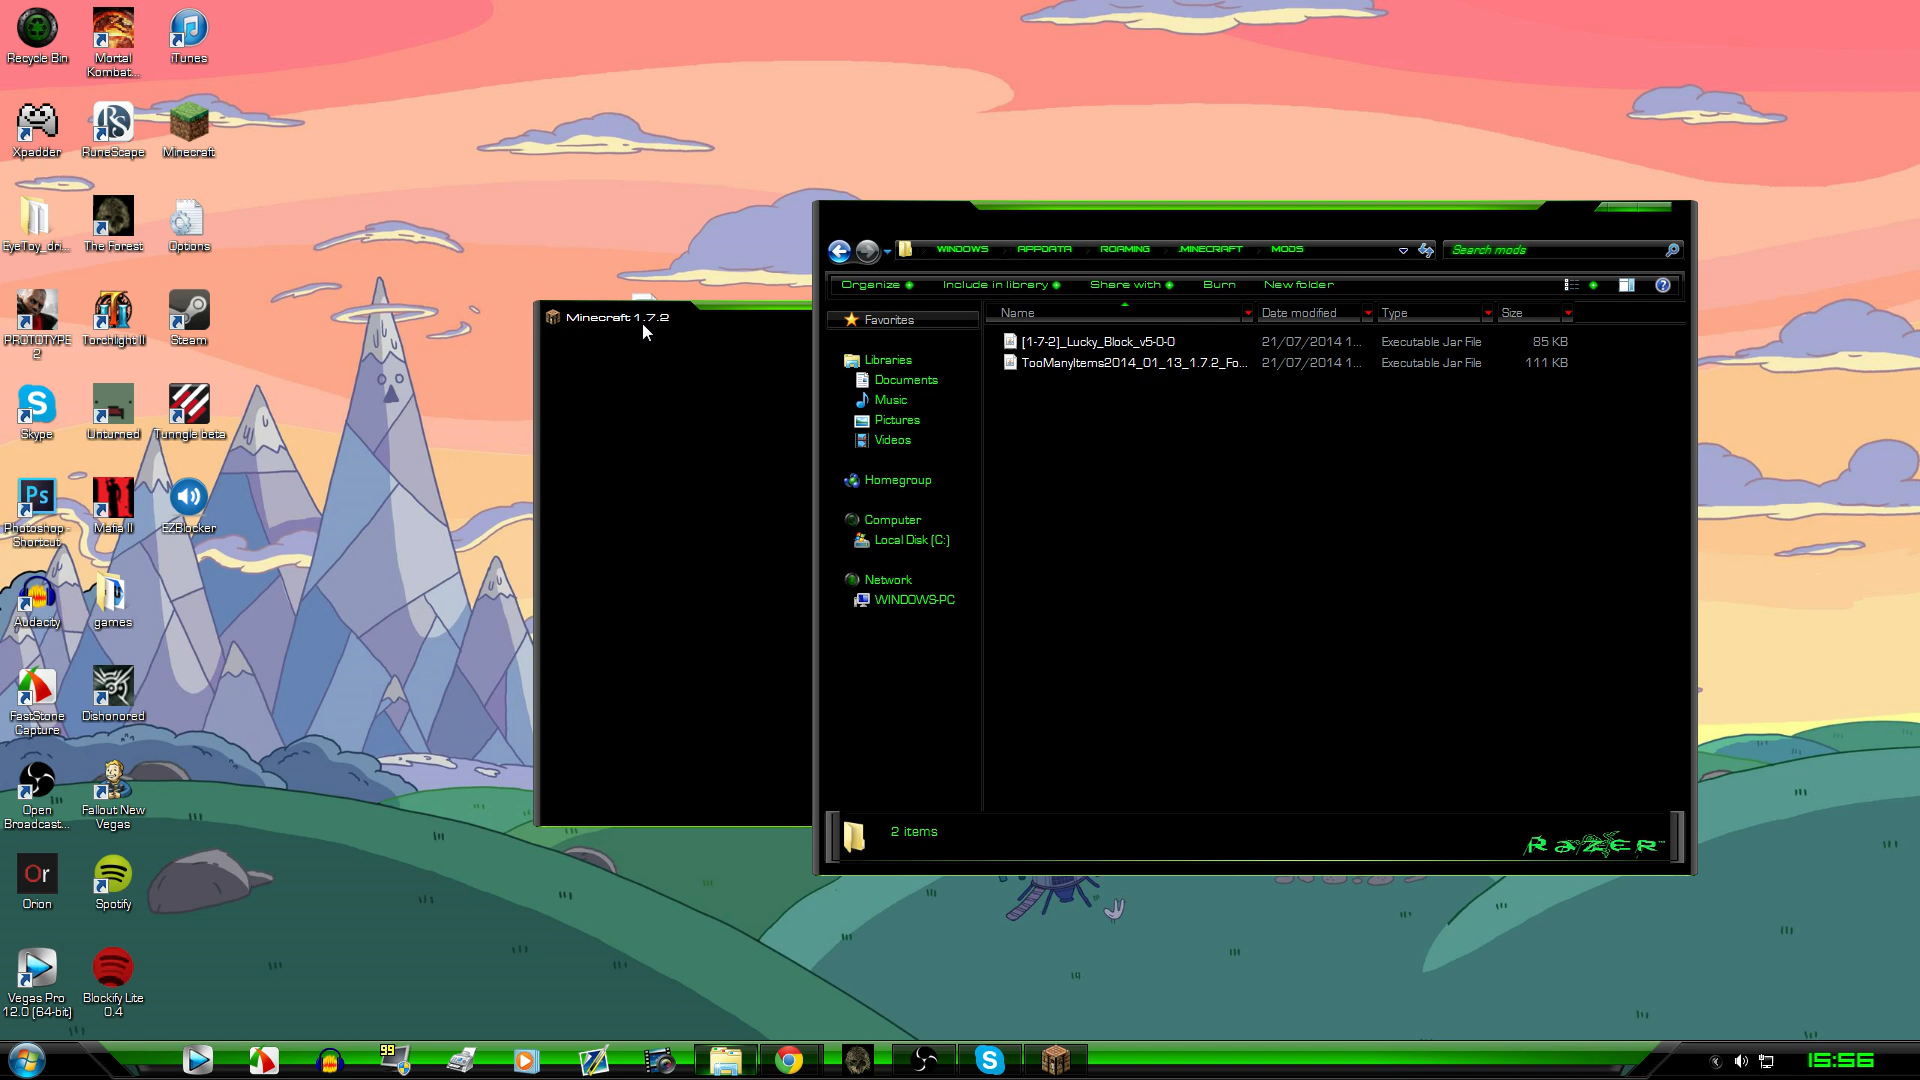 Recycle Bin
Mortal
Kombat...
iTunes
Xpadder
RuneScape
Minecraft
EyeToy_dri...
The Forest
Options
PROTOTYPE
2
Torchlight II
Steam
Skype
Unturned
Tunngle beta
Photoshop -
Shortcut
Mafia II
EZBlocker
Audacity
games
FastStone
Capture
Dishonored
Open
Broadcast...
Fallout New
Vegas
Or
Orion
Spotify
Vegas Pro
12.0 (64-bit)
Blockify Lite
0.4
Minecraft 1.7.2
WINDOWS APPDATA ROAMING .MINECRAFT MODS
Search mods
Organize Include in library Share with Burn New folder
Name Date modified Type Size
Favorites
Libraries
Documents
Music
Pictures
Videos
Homegroup
Computer
Local Disk (C:)
Network
WINDOWS-PC
[1-7-2]_Lucky_Block_v5-0-0 21/07/2014 1... Executable Jar File 85 KB
TooManyItems2014_01_13_1.7.2_Fo... 21/07/2014 1... Executable Jar File 111 KB
2 items
RAZER™
99
15:56